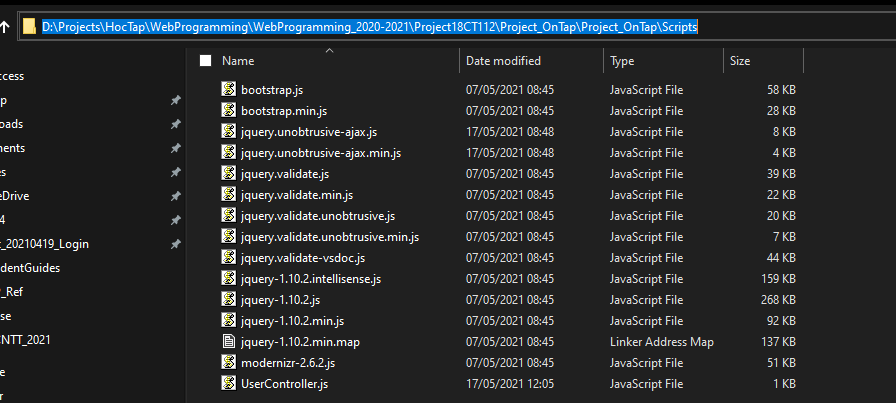 D:\Projects\HocTap\WebProgramming\WebProgramming_2020-2021\Project18CT112\Project_OnTap\Project_OnTap\Scripts
Name Date modified Type Size
ccess
p
oads
ments
es
eDrive
4
t_20210419_Login
dentGuides
P_Ref
se
CNTT_2021
e
r
bootstrap.js 07/05/2021 08:45 JavaScript File 58 KB
bootstrap.min.js 07/05/2021 08:45 JavaScript File 28 KB
jquery.unobtrusive-ajax.js 17/05/2021 08:48 JavaScript File 8 KB
jquery.unobtrusive-ajax.min.js 17/05/2021 08:48 JavaScript File 4 KB
jquery.validate.js 07/05/2021 08:45 JavaScript File 39 KB
jquery.validate.min.js 07/05/2021 08:45 JavaScript File 22 KB
jquery.validate.unobtrusive.js 07/05/2021 08:45 JavaScript File 20 KB
jquery.validate.unobtrusive.min.js 07/05/2021 08:45 JavaScript File 7 KB
jquery.validate-vsdoc.js 07/05/2021 08:45 JavaScript File 44 KB
jquery-1.10.2.intellisense.js 07/05/2021 08:45 JavaScript File 159 KB
jquery-1.10.2.js 07/05/2021 08:45 JavaScript File 268 KB
jquery-1.10.2.min.js 07/05/2021 08:45 JavaScript File 92 KB
jquery-1.10.2.min.map 07/05/2021 08:45 Linker Address Map 137 KB
modernizr-2.6.2.js 07/05/2021 08:45 JavaScript File 51 KB
UserController.js 17/05/2021 12:05 JavaScript File 1 KB